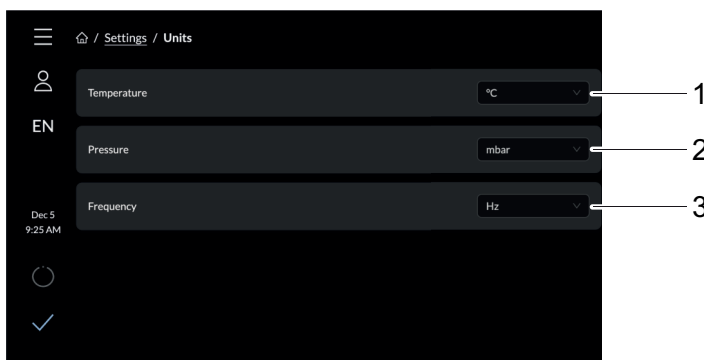 / Settings / Units
Temperature
°C
1
EN
Pressure
mbar
2
Frequency
Hz
3
Dec 5
9:25 AM